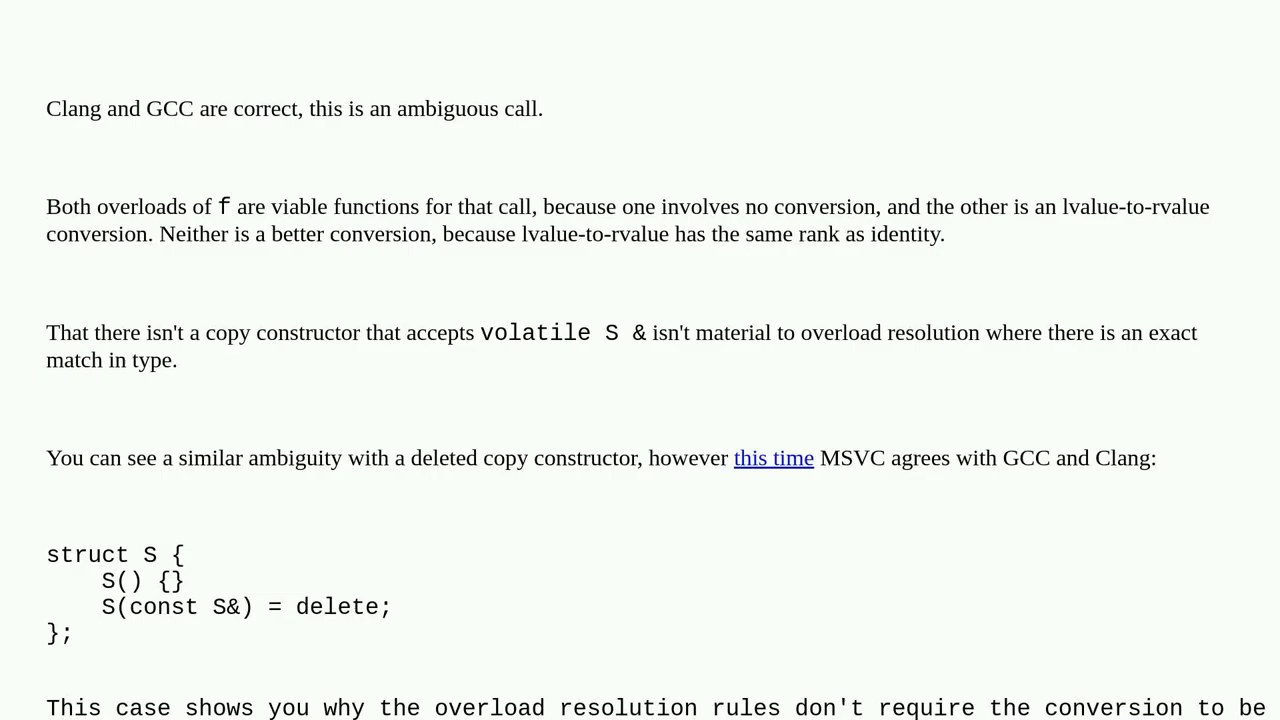 Clang and GCC are correct, this is an ambiguous call.
Both overloads of f are viable functions for that call, because one involves no conversion, and the other is an lvalue-to-rvalue
conversion. Neither is a better conversion, because lvalue-to-rvalue has the same rank as identity.
That there isn't a copy constructor that accepts volatile S & isn't material to overload resolution where there is an exact
match in type.
You can see a similar ambiguity with a deleted copy constructor, however this time MSVC agrees with GCC and Clang:
struct S {
    S() {}
    S(const S&) = delete;
};
This case shows you why the overload resolution rules don't require the conversion to be